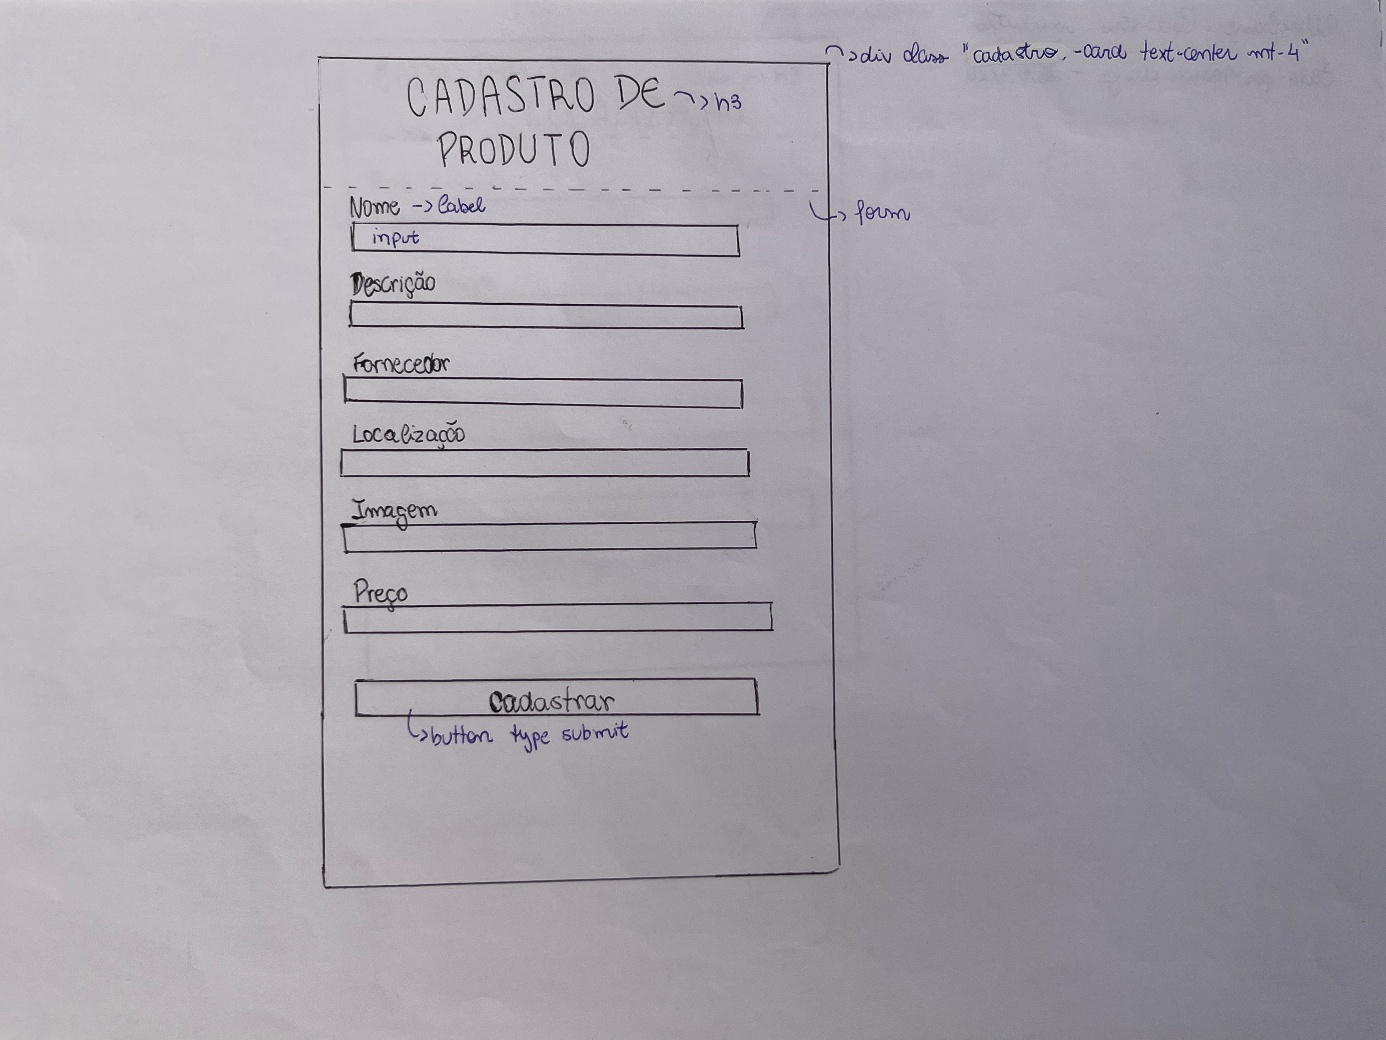 div class "cadastro, -card text-center mt-4"
CADASTRO DE h3
PRODUTO
Nome -> label
form
input
Descrição
Fornecedor
Localização
Imagem
Preço
Cadastrar
button type submit